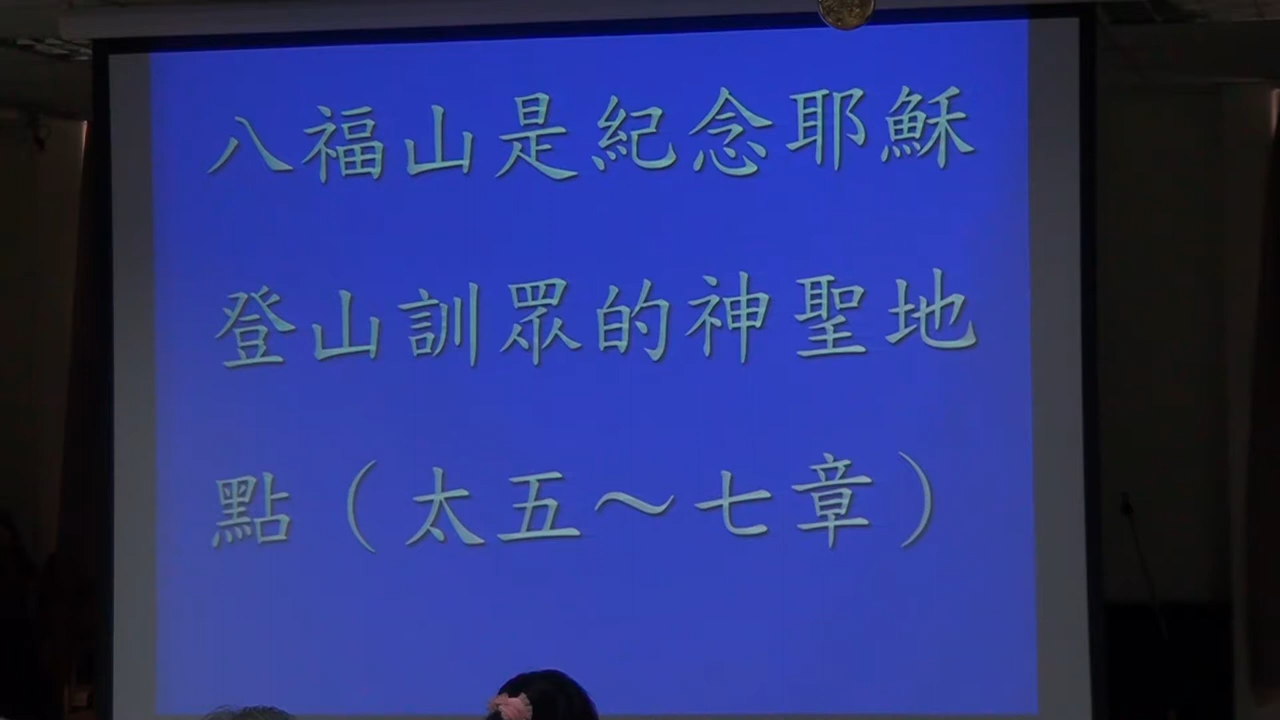 八福山是紀念耶穌
登山訓眾的神聖地
點（太五～七章）